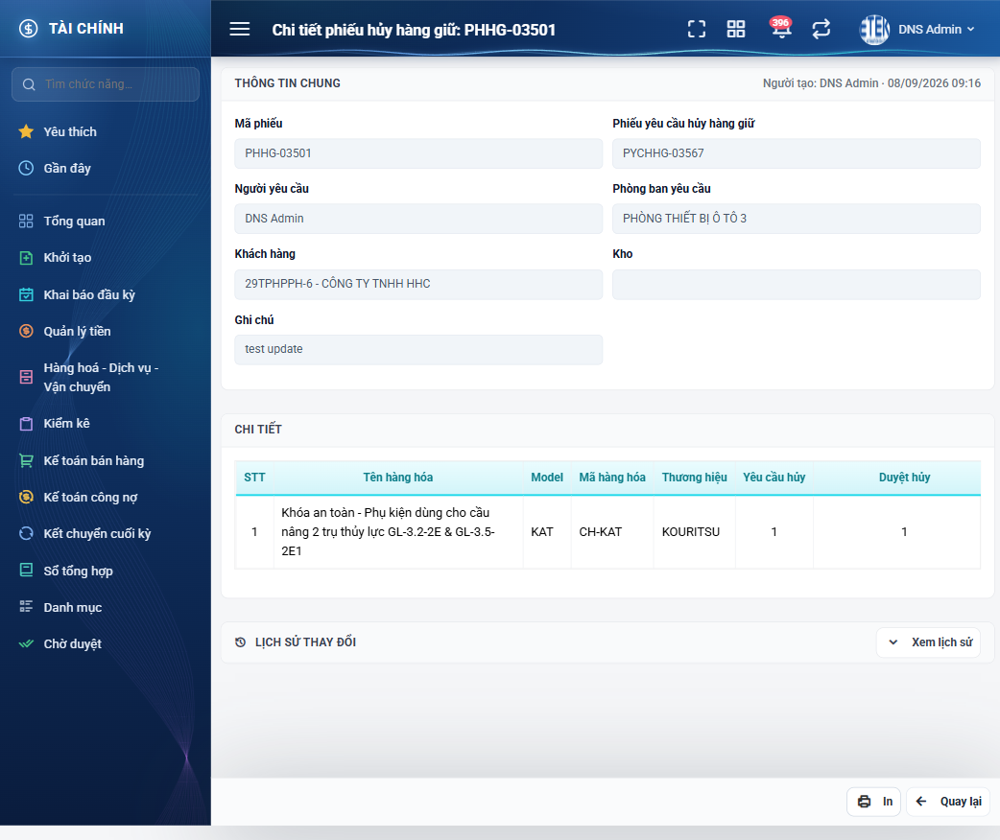 TÀI CHÍNH
Chi tiết phiếu hủy hàng giữ: PHHG-03501
396
DNS Admin
Tìm chức năng...
Yêu thích
Gần đây
Tổng quan
Khởi tạo
Khai báo đầu kỳ
Quản lý tiền
Hàng hoá - Dịch vụ -
Vận chuyển
Kiểm kê
Kế toán bán hàng
Kế toán công nợ
Kết chuyển cuối kỳ
Sổ tổng hợp
Danh mục
Chờ duyệt
THÔNG TIN CHUNG
Người tạo: DNS Admin · 08/09/2026 09:16
Mã phiếu
Phiếu yêu cầu hủy hàng giữ
PHHG-03501
PYCHHG-03567
Người yêu cầu
Phòng ban yêu cầu
DNS Admin
PHÒNG THIẾT BỊ Ô TÔ 3
Khách hàng
Kho
29TPHPPH-6 - CÔNG TY TNHH HHC
Ghi chú
test update
CHI TIẾT
STT Tên hàng hóa Model Mã hàng hóa Thương hiệu Yêu cầu hủy Duyệt hủy
Khóa an toàn - Phụ kiện dùng cho cầu
1 nâng 2 trụ thủy lực GL-3.2-2E & GL-3.5- KAT CH-KAT KOURITSU 1 1
2E1
LỊCH SỬ THAY ĐỔI
Xem lịch sử
In
Quay lại